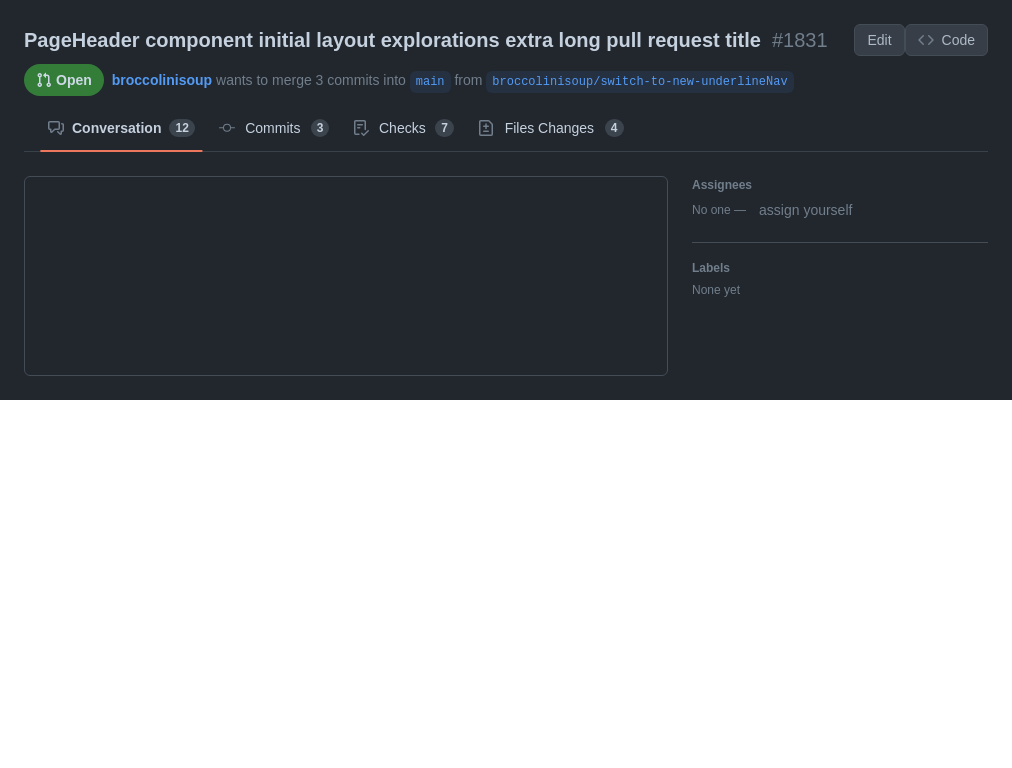 PageHeader component initial layout explorations extra long pull request title #1831
Edit
Code
Open
broccolinisoup wants to merge 3 commits into main from broccolinisoup/switch-to-new-underlineNav
Conversation 12
Commits 3
Checks 7
Files Changes 4
Assignees
No one — assign yourself
Labels
None yet